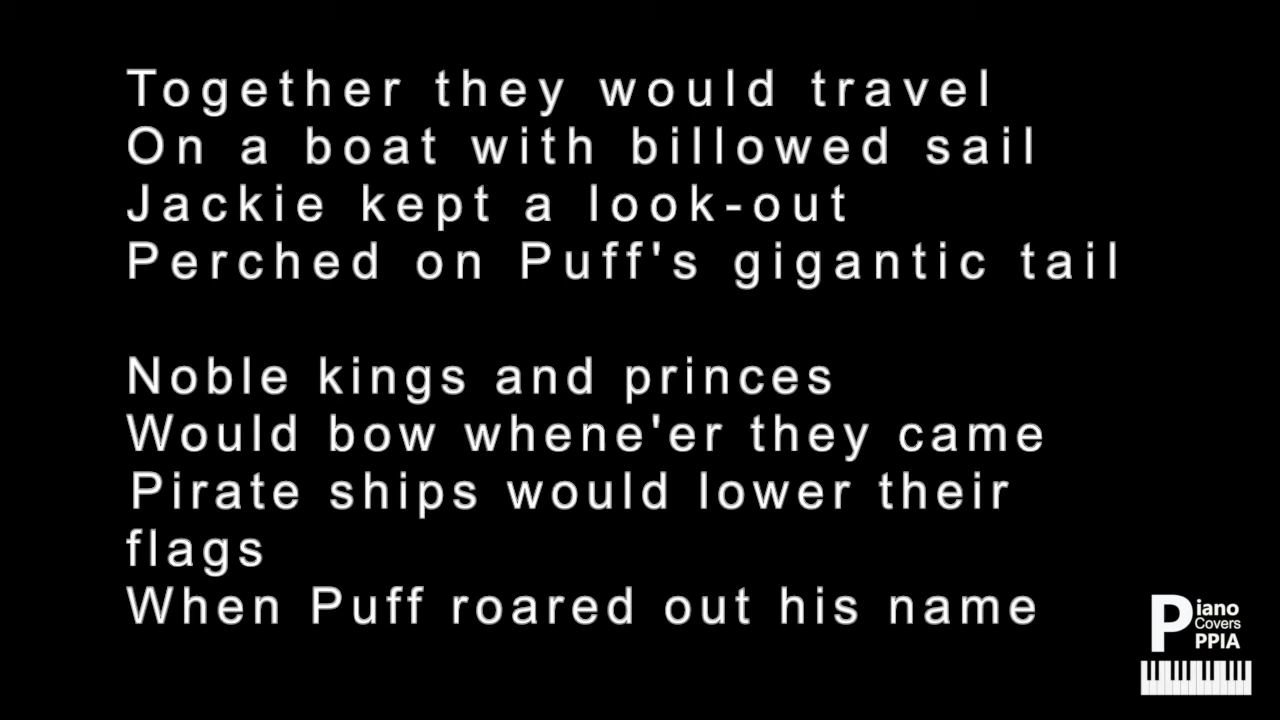 Together they would travel
On a boat with billowed sail
Jackie kept a look-out
Perched on Puff's gigantic tail
Noble kings and princes
Would bow whene'er they came
Pirate ships would lower their
flags
When Puff roared out his name
Piano
Covers
PPIA